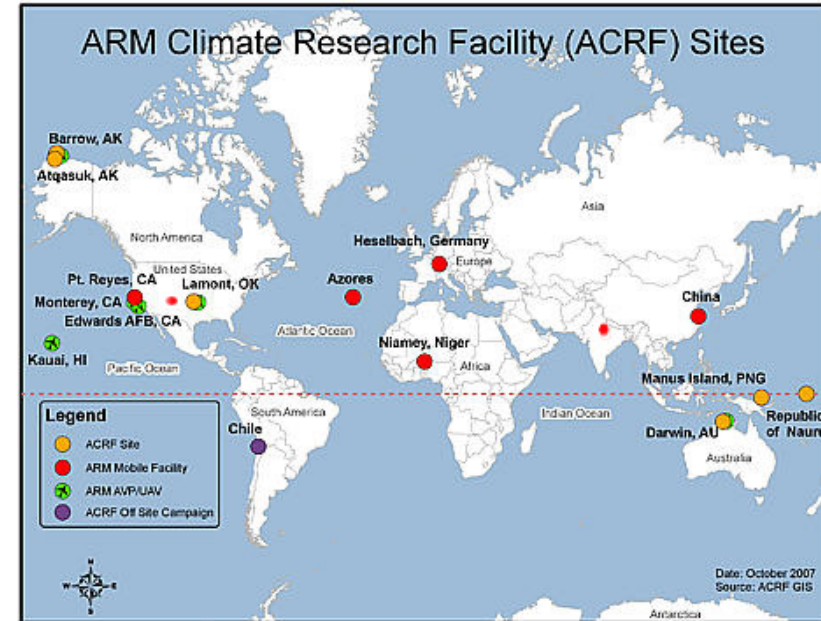 ARM Climate Research Facility (ACRF) Sites
Barrow, AK
Atqasuk, AK
North America
Asia
Heselbach, Germany
Europe
Pt. Reyes, CA
United States
Lamont, OK
Azores
Monterey, CA
Edwards AFB, CA
China
Atlantic Ocean
Kauai, HI
Pacific Ocean
Niamey, Niger
Africa
Manus Island, PNG
Legend
South America
Indian Ocean
Republic
of Nauru
Chile
Darwin, AU
Australia
ACRF Site
ARM Mobile Facility
ARM AVP/UAV
ACRF Off Site Campaign
N
W
E
S
Date: October 2007
Source: ACRF GIS
Antarctica